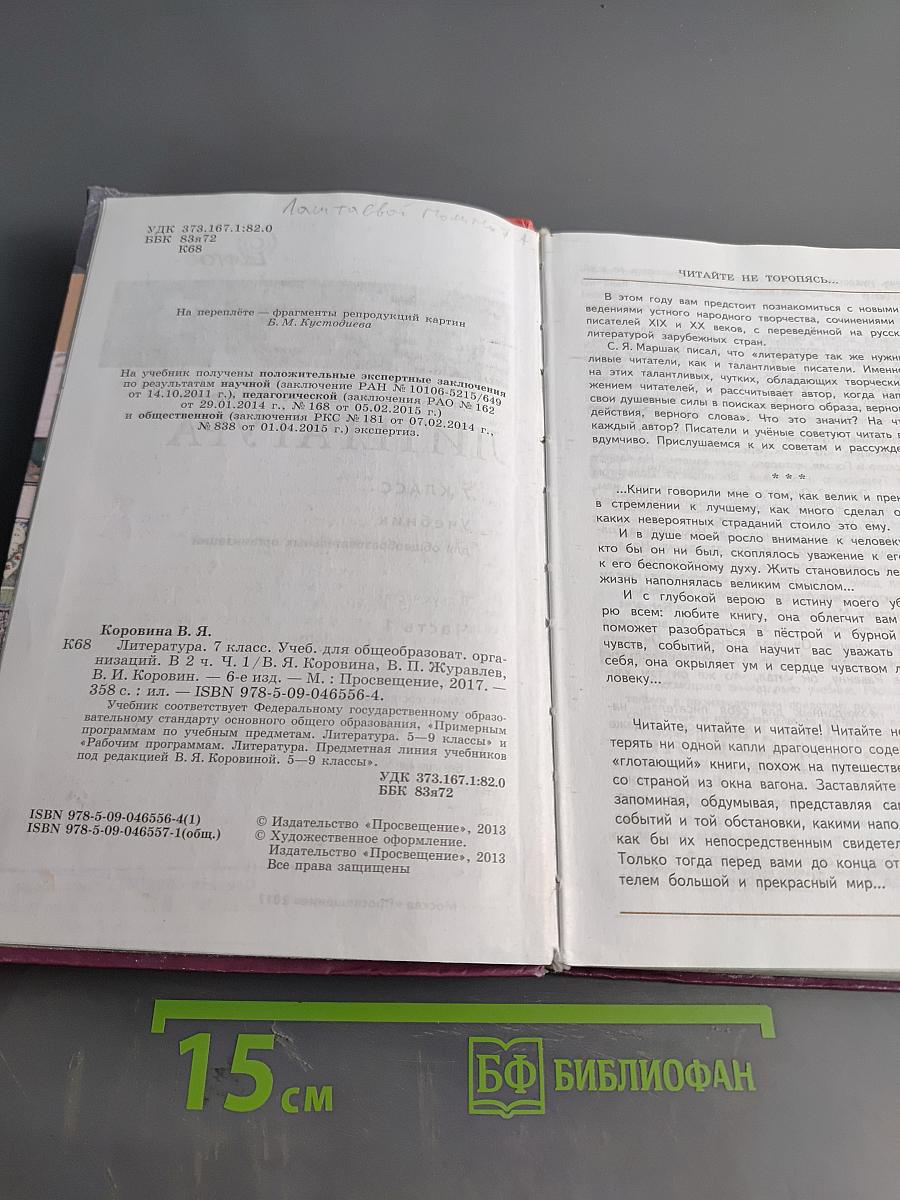 УДК 373.167.1:82.0
ББК 83я72
К68
На переплёте — фрагменты репродукций картин
Б. М. Кустодиева
На учебник получены положительные экспертные заключения
по результатам научной (заключение РАН № 10106-5215/649
от 14.10.2011 г.), педагогической (заключения РАО № 162
от 29.01.2014 г., № 168 от 05.02.2015 г.)
и общественной (заключения РКС № 181 от 07.02.2014 г.,
№ 838 от 01.04.2015 г.) экспертиз.
Коровина В. Я.
К68 Литература. 7 класс. Учеб. для общеобразоват. орга-
низаций. В 2 ч. Ч. 1/В. Я. Коровина, В. П. Журавлев,
В. И. Коровин. — 6-е изд. — М. : Просвещение, 2017. —
358 с. : ил. — ISBN 978-5-09-046556-4.
Учебник соответствует Федеральному государственному образо-
вательному стандарту основного общего образования, «Примерным
программам по учебным предметам. Литература. 5—9 классы» и
«Рабочим программам. Литература. Предметная линия учебников
под редакцией В. Я. Коровиной. 5—9 классы».
УДК 373.167.1:82.0
ББК 83я72
ISBN 978-5-09-046556-4(1)
ISBN 978-5-09-046557-1(общ.)
© Издательство «Просвещение», 2013
© Художественное оформление.
Издательство «Просвещение», 2013
Все права защищены
ЧИТАЙТЕ НЕ ТОРОПЯСЬ...
В этом году вам предстоит познакомиться с новыми
ведениями устного народного творчества, сочинениями
писателей XIX и XX веков, с переведённой на русск
литературой зарубежных стран.
С. Я. Маршак писал, что «литературе так же нужн
ливые читатели, как и талантливые писатели. Именн
на этих талантливых, чутких, обладающих творчески
жением читателей, и рассчитывает автор, когда нап
свои душевные силы в поисках верного образа, верно
действия, верного слова». Что это значит? На ч
каждый автор? Писатели и учёные советуют читать
вдумчиво. Прислушаемся к их советам и рассужде
* * *
...Книги говорили мне о том, как велик и прек
в стремлении к лучшему, как много сделал о
каких невероятных страданий стоило это ему.
И в душе моей росло внимание к человеку
кто бы он ни был, скоплялось уважение к ег
к его беспокойному духу. Жить становилось ле
жизнь наполнялась великим смыслом...
И с глубокой верою в истину моего уб
рю всем: любите книгу, она облегчит вам
поможет разобраться в пёстрой и бурной
чувств, событий, она научит вас уважать
себя, она окрыляет ум и сердце чувством л
ловеку...
Читайте, читайте и читайте! Читайте не
терять ни одной капли драгоценного соде
«глотающий» книги, похож на путешестве
со страной из окна вагона. Заставляйте
запоминая, обдумывая, представляя са
событий и той обстановки, какими напо
как бы их непосредственным свидетел
Только тогда перед вами до конца от
телем большой и прекрасный мир...
15 см
БФ БИБЛИОФАН